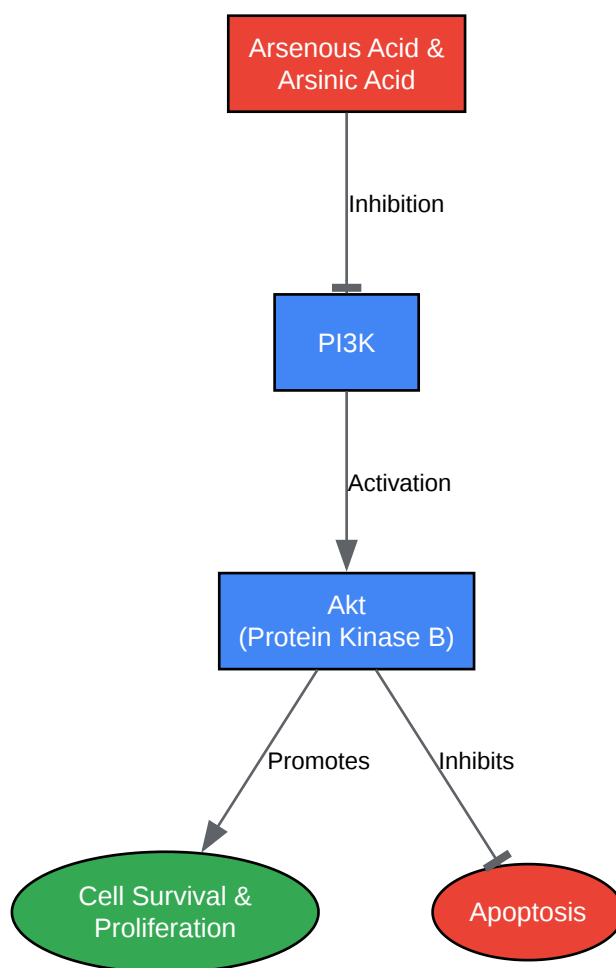 Arsenous Acid &
Arsinic Acid
Inhibition
PI3K
Activation
Akt
(Protein Kinase B)
Promotes
Inhibits
Cell Survival &
Proliferation
Apoptosis